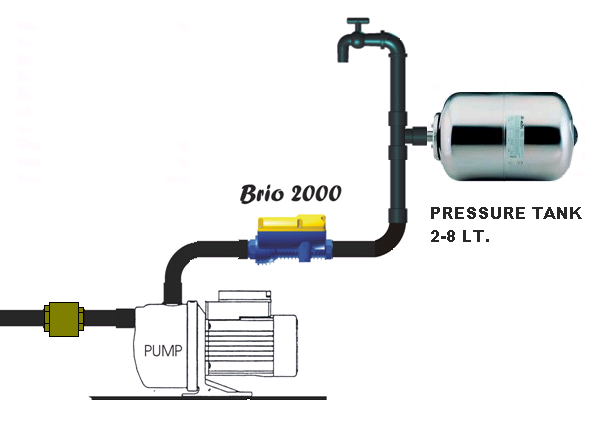 Brio 2000
PRESSURE TANK
2-8 LT.
PUMP